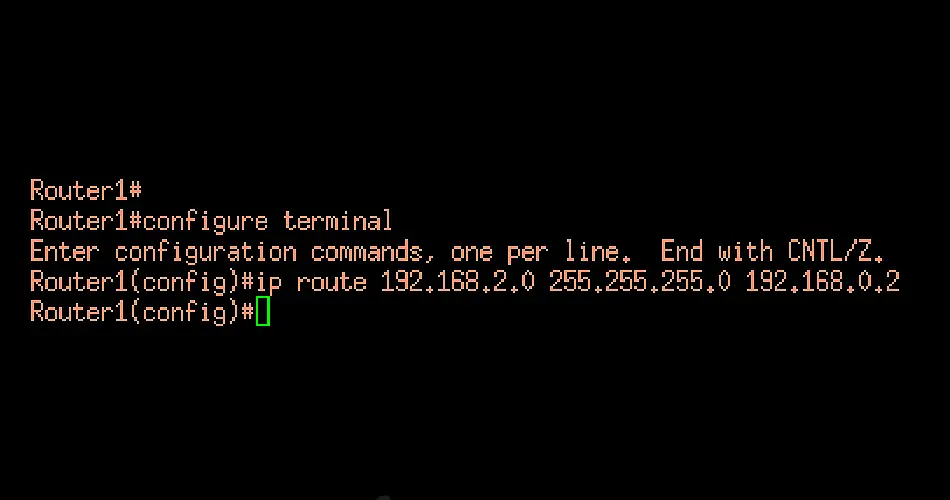 Router1#
Router1#configure terminal
Enter configuration commands, one per line.  End with CNTL/Z.
Router1(config)#ip route 192.168.2.0 255.255.255.0 192.168.0.2
Router1(config)#